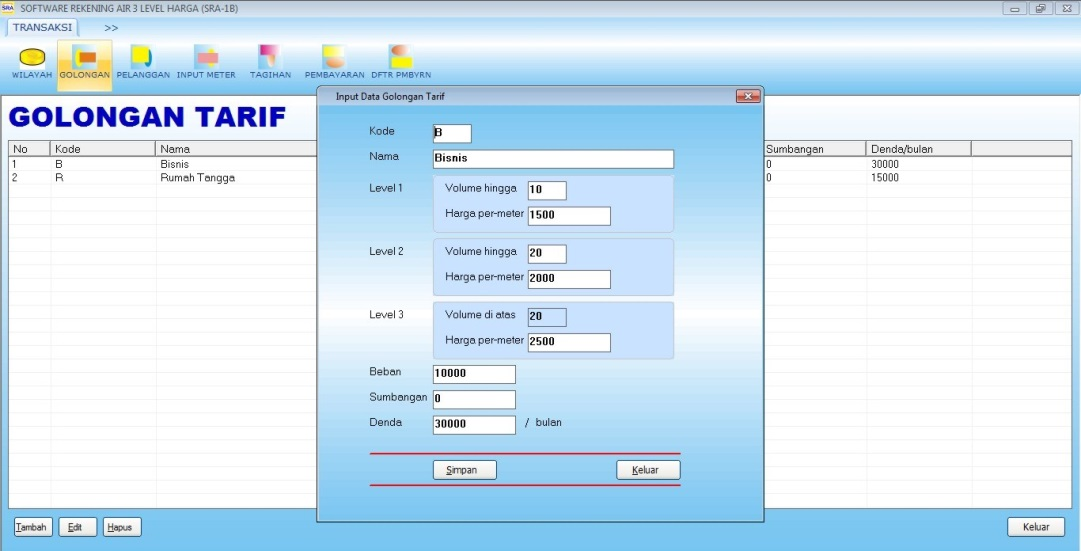 SRA SOFTWARE REKENING AIR 3 LEVEL HARGA (SRA-1B)
TRANSAKSI >>
WILAYAH GOLONGAN PELANGGAN INPUT METER TAGIHAN PEMBAYARAN DFTR PMBYRN
GOLONGAN TARIF
No Kode Nama Sumbangan Denda/bulan
1 B Bisnis 0 30000
2 R Rumah Tangga 0 15000
Input Data Golongan Tarif
Kode B
Nama Bisnis
Level 1 Volume hingga 10
Harga per-meter 1500
Level 2 Volume hingga 20
Harga per-meter 2000
Level 3 Volume di atas 20
Harga per-meter 2500
Beban 10000
Sumbangan 0
Denda 30000 / bulan
Simpan Keluar
Tambah Edit Hapus Keluar